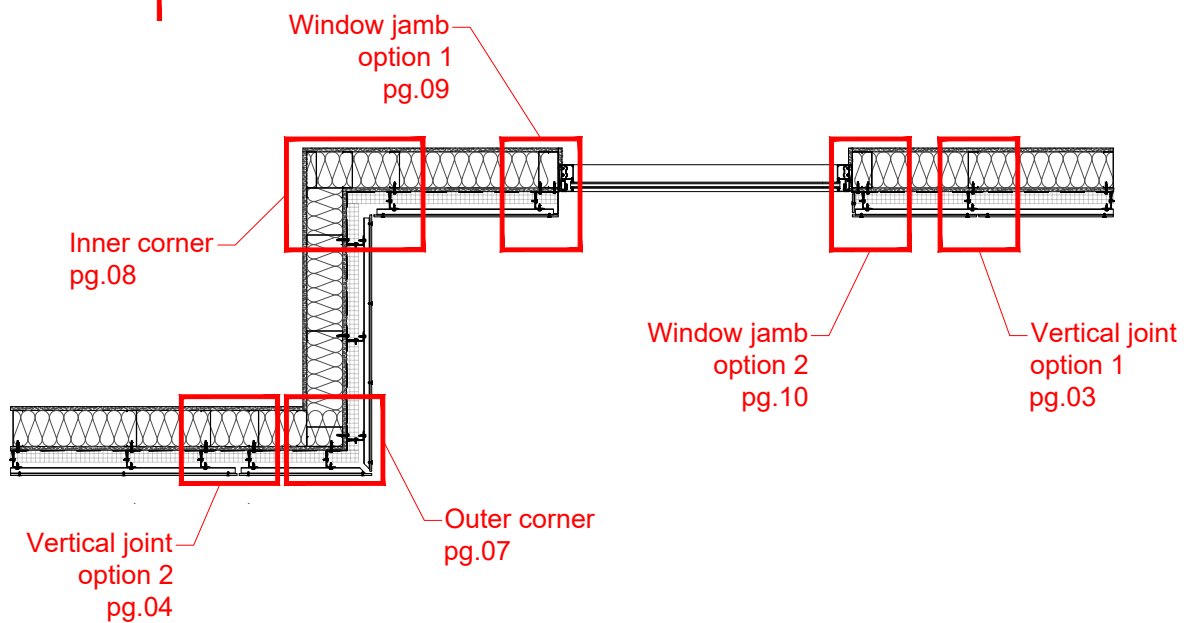 Window jamb
option 1
pg.09
Inner corner
pg.08
Window jamb
option 2
pg.10
Vertical joint
option 1
pg.03
Outer corner
pg.07
Vertical joint
option 2
pg.04